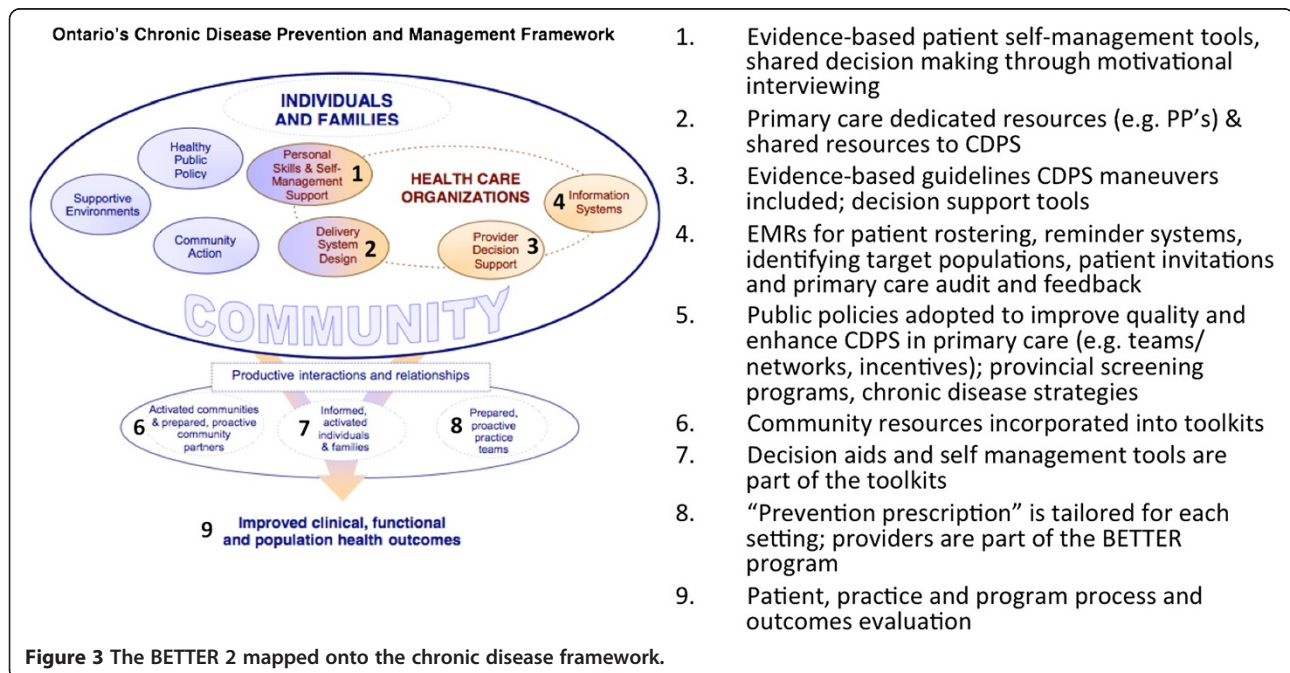 Ontario's Chronic Disease Prevention and Management Framework
INDIVIDUALS
AND FAMILIES
Healthy
Public
Policy
Personal
Skills & Self-
Management
Support
1
Supportive
Environments
HEALTH CARE
ORGANIZATIONS
4 Information
Systems
Community
Action
Delivery
System
Design
2
Provider
Decision
Support
3
COMMUNITY
Productive interactions and relationships
6
Activated communities
& prepared, proactive
community
partners
7
Informed,
activated
individuals
& families
8
Prepared,
proactive
practice
teams
9 Improved clinical, functional
and population health outcomes
1. Evidence-based patient self-management tools,
shared decision making through motivational
interviewing
2. Primary care dedicated resources (e.g. PP's) &
shared resources to CDPS
3. Evidence-based guidelines CDPS maneuvers
included; decision support tools
4. EMRs for patient rostering, reminder systems,
identifying target populations, patient invitations
and primary care audit and feedback
5. Public policies adopted to improve quality and
enhance CDPS in primary care (e.g. teams/
networks, incentives); provincial screening
programs, chronic disease strategies
6. Community resources incorporated into toolkits
7. Decision aids and self management tools are
part of the toolkits
8. “Prevention prescription” is tailored for each
setting; providers are part of the BETTER
program
9. Patient, practice and program process and
outcomes evaluation
Figure 3 The BETTER 2 mapped onto the chronic disease framework.